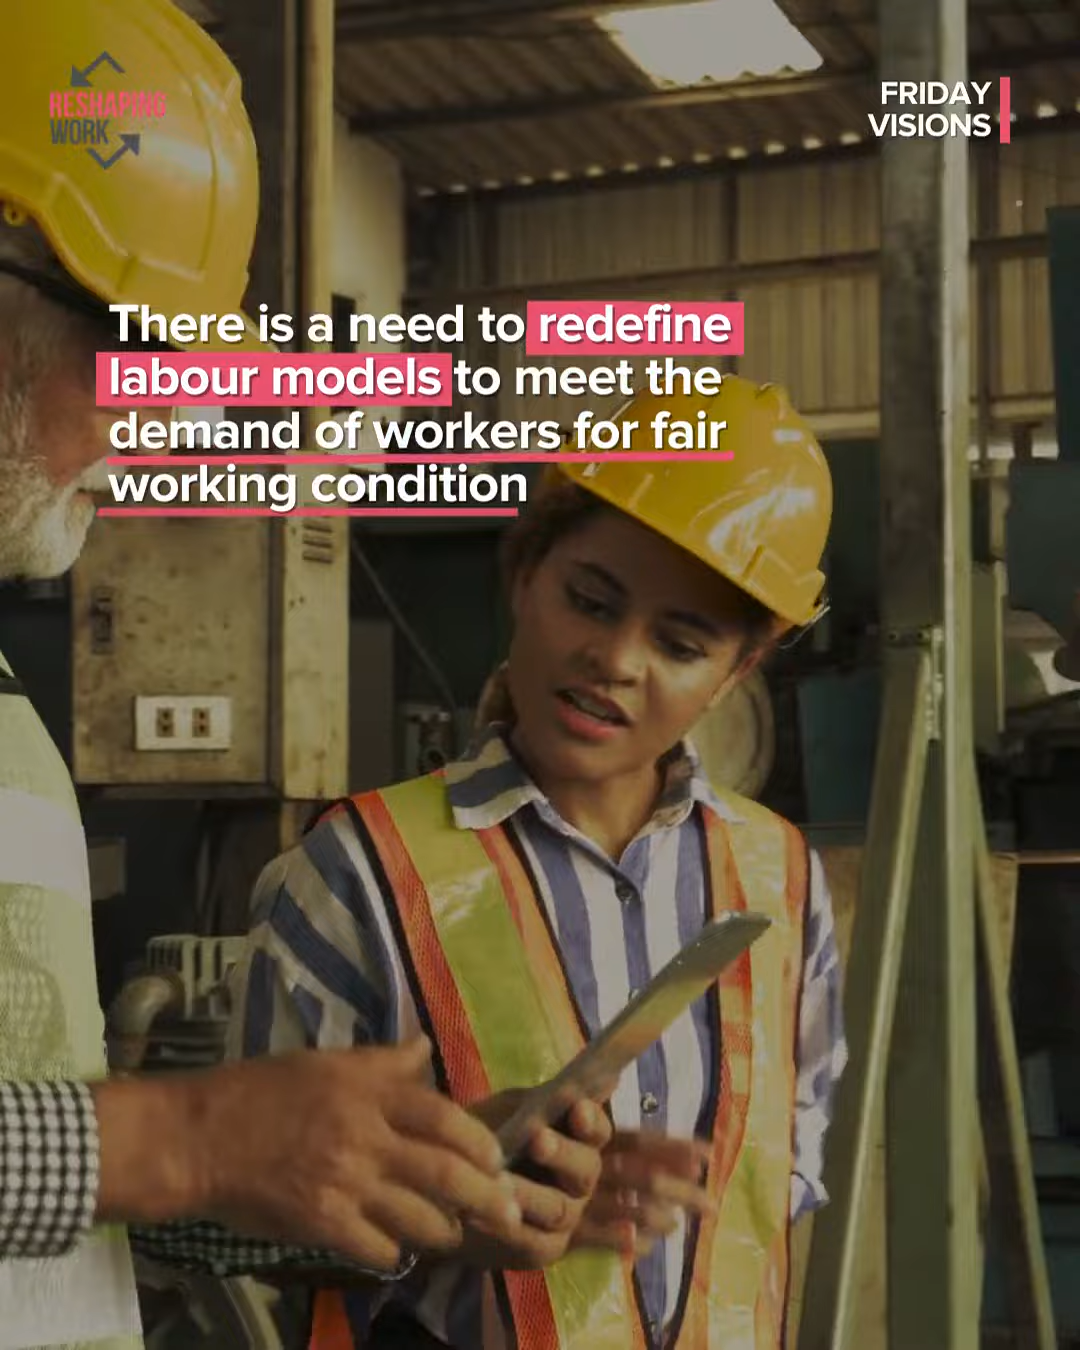 RESHAPING
WORK
FRIDAY
VISIONS
There is a need to redefine
labour models to meet the
demand of workers for fair
working condition